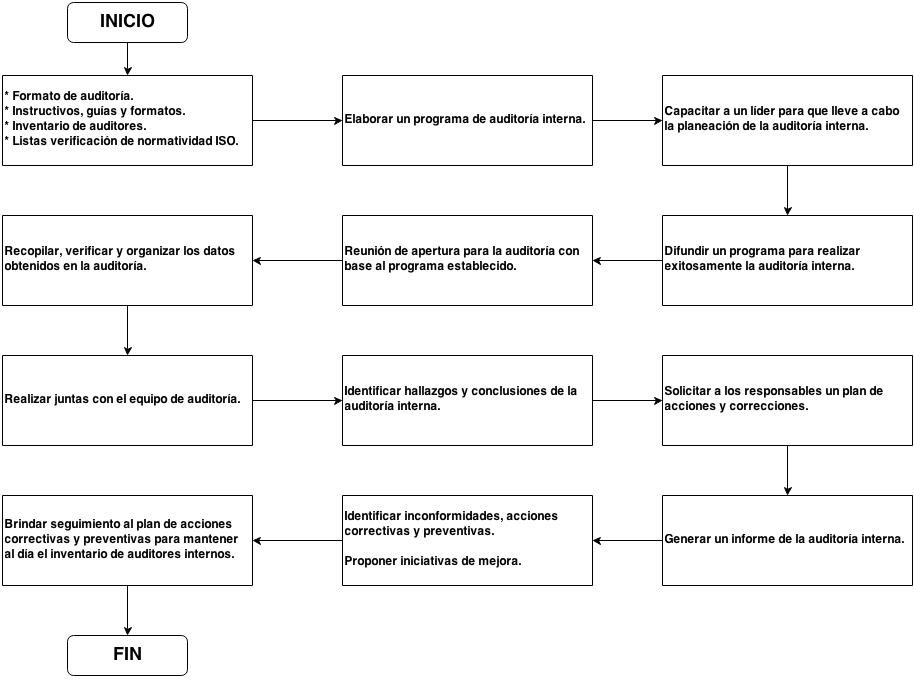 INICIO
* Formato de auditoría.
* Instructivos, guías y formatos.
* Inventario de auditores.
* Listas verificación de normatividad ISO.
Elaborar un programa de auditoría interna.
Capacitar a un líder para que lleve a cabo
la planeación de la auditoría interna.
Difundir un programa para realizar
exitosamente la auditoría interna.
Reunión de apertura para la auditoría con
base al programa establecido.
Recopilar, verificar y organizar los datos
obtenidos en la auditoría.
Realizar juntas con el equipo de auditoría.
Identificar hallazgos y conclusiones de la
auditoría interna.
Solicitar a los responsables un plan de
acciones y correcciones.
Generar un informe de la auditoría interna.
Identificar inconformidades, acciones
correctivas y preventivas.
Proponer iniciativas de mejora.
Brindar seguimiento al plan de acciones
correctivas y preventivas para mantener
al día el inventario de auditores internos.
FIN